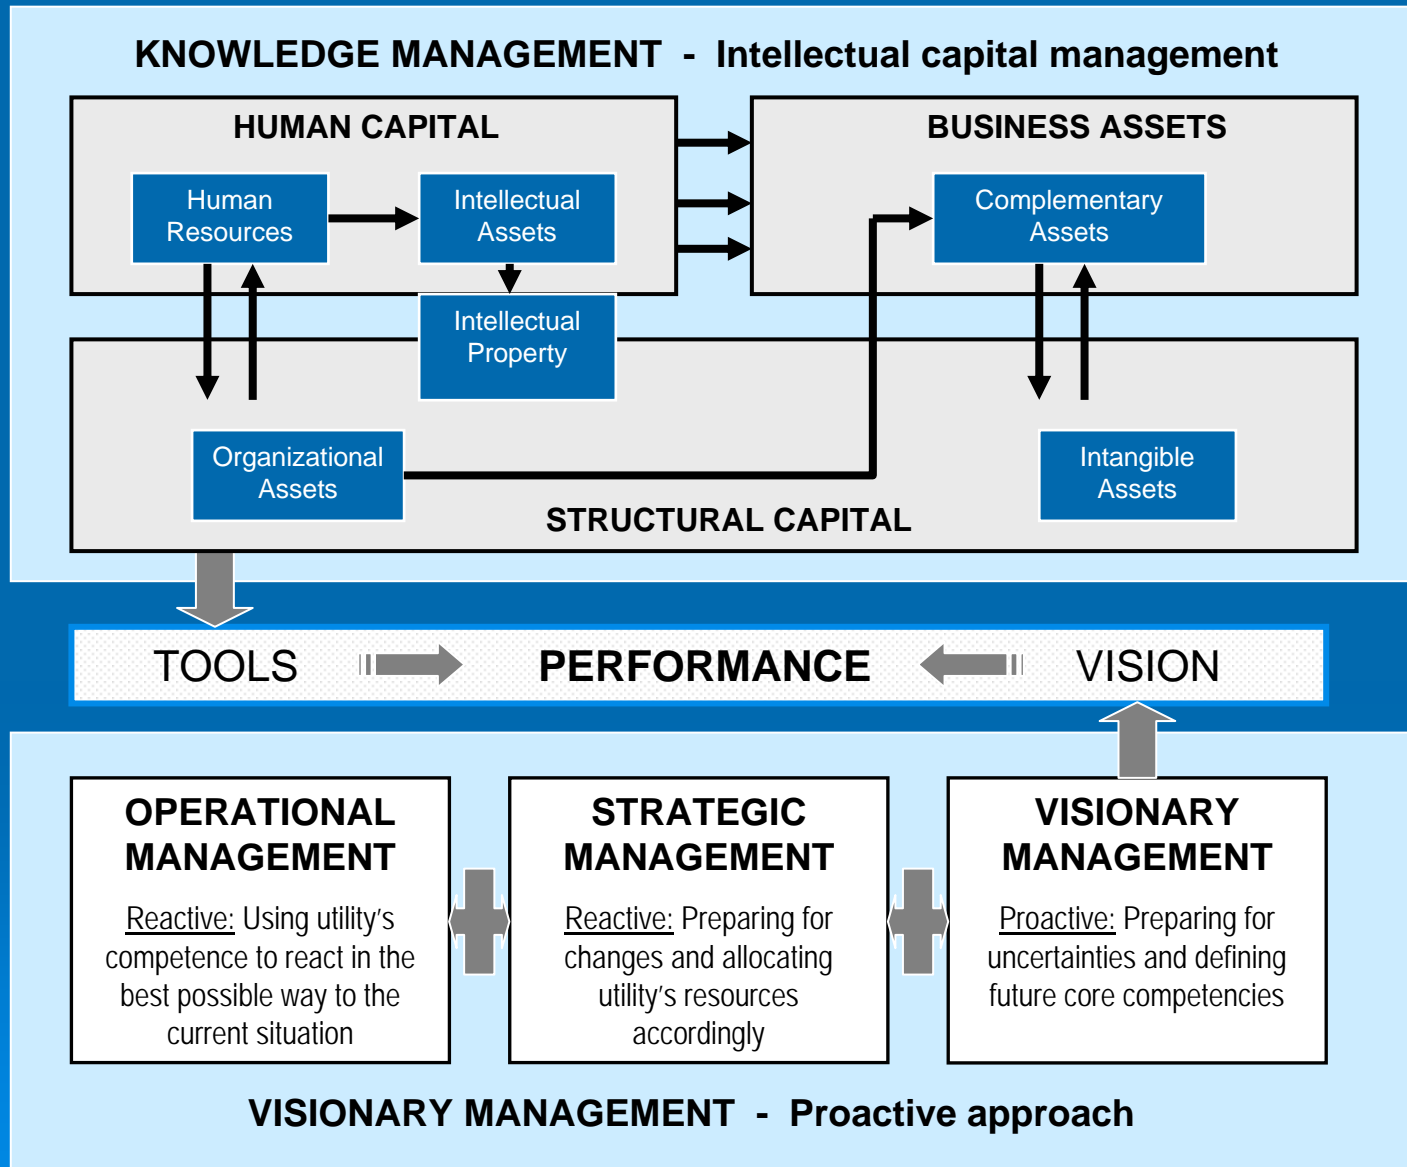 KNOWLEDGE MANAGEMENT - Intellectual capital management
HUMAN CAPITAL
BUSINESS ASSETS
Human
Resources
Intellectual
Assets
Complementary
Assets
Intellectual
Property
Organizational
Assets
Intangible
Assets
STRUCTURAL CAPITAL
TOOLS
PERFORMANCE
VISION
OPERATIONAL
MANAGEMENT
Reactive: Using utility's
competence to react in the
best possible way to the
current situation
STRATEGIC
MANAGEMENT
Reactive: Preparing for
changes and allocating
utility's resources
accordingly
VISIONARY
MANAGEMENT
Proactive: Preparing for
uncertainties and defining
future core competencies
VISIONARY MANAGEMENT - Proactive approach